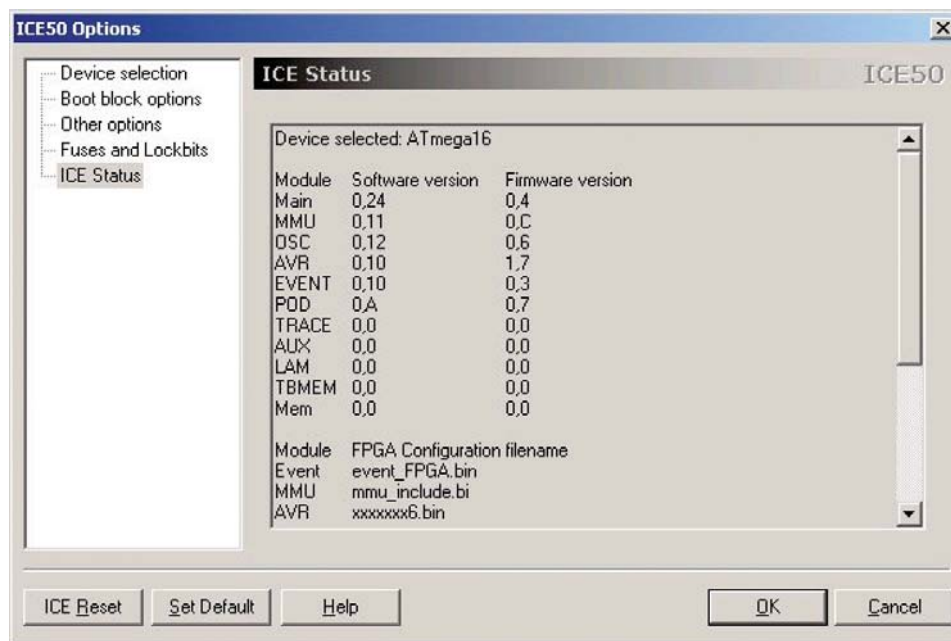 ICE50 Options
Device selection
Boot block options
Other options
Fuses and Lockbits
ICE Status
ICE Status ICE50
Device selected: ATmega16
Module Software version Firmware version
Main 0,24 0,4
MMU 0,11 0,C
OSC 0,12 0,6
AVR 0,10 1,7
EVENT 0,10 0,3
POD 0,A 0,7
TRACE 0,0 0,0
AUX 0,0 0,0
LAM 0,0 0,0
TBMEM 0,0 0,0
Mem 0,0 0,0
Module FPGA Configuration filename
Event event_FPGA.bin
MMU mmu_include.bi
AVR xxxxxxx6.bin
ICE Reset Set Default Help OK Cancel